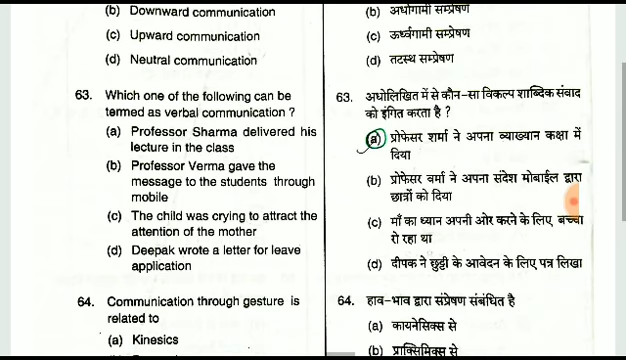 (b) Downward communication
(c) Upward communication
(d) Neutral communication
63. Which one of the following can be
termed as verbal communication ?
(a) Professor Sharma delivered his
lecture in the class
(b) Professor Verma gave the
message to the students through
mobile
(c) The child was crying to attract the
attention of the mother
(d) Deepak wrote a letter for leave
application
64. Communication through gesture is
related to
(a) Kinesics
(b) अधोगामी सम्प्रेषण
(c) ऊर्ध्वगामी सम्प्रेषण
(d) तटस्थ सम्प्रेषण
63. अधोलिखित में से कौन-सा विकल्प शाब्दिक संवाद
को इंगित करता है ?
(a) प्रोफेसर शर्मा ने अपना व्याख्यान कक्षा में
दिया
(b) प्रोफेसर वर्मा ने अपना संदेश मोबाईल द्वारा
छात्रों को दिया
(c) माँ का ध्यान अपनी ओर करने के लिए बच्चा
रो रहा था
(d) दीपक ने छुट्टी के आवेदन के लिए पत्र लिखा
64. हाव-भाव द्वारा संप्रेषण संबंधित है
(a) कायनेसिक्स से
(b) प्राक्सिमिक्स से